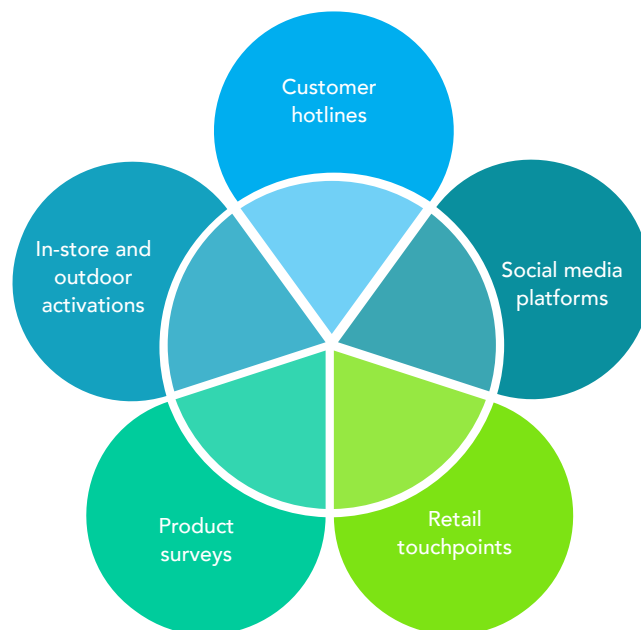 Customer
hotlines
Social media
platforms
Retail
touchpoints
Product
surveys
In-store and
outdoor
activations